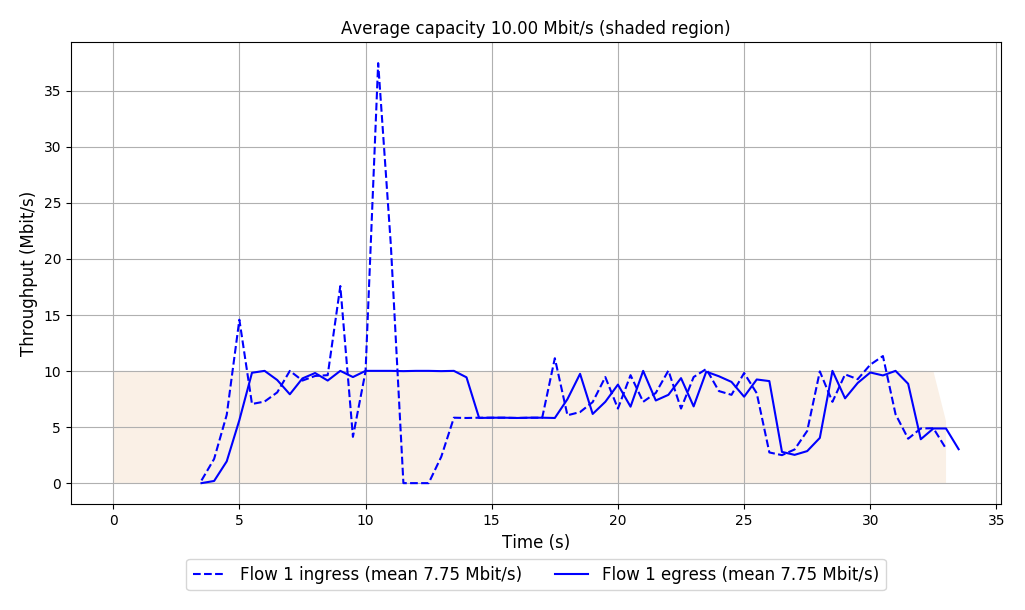 Average capacity 10.00 Mbit/s (shaded region)
Throughput (Mbit/s)
35
30
25
20
15
10
5
0
0 5 10 15 20 25 30 35
Time (s)
Flow 1 ingress (mean 7.75 Mbit/s) Flow 1 egress (mean 7.75 Mbit/s)